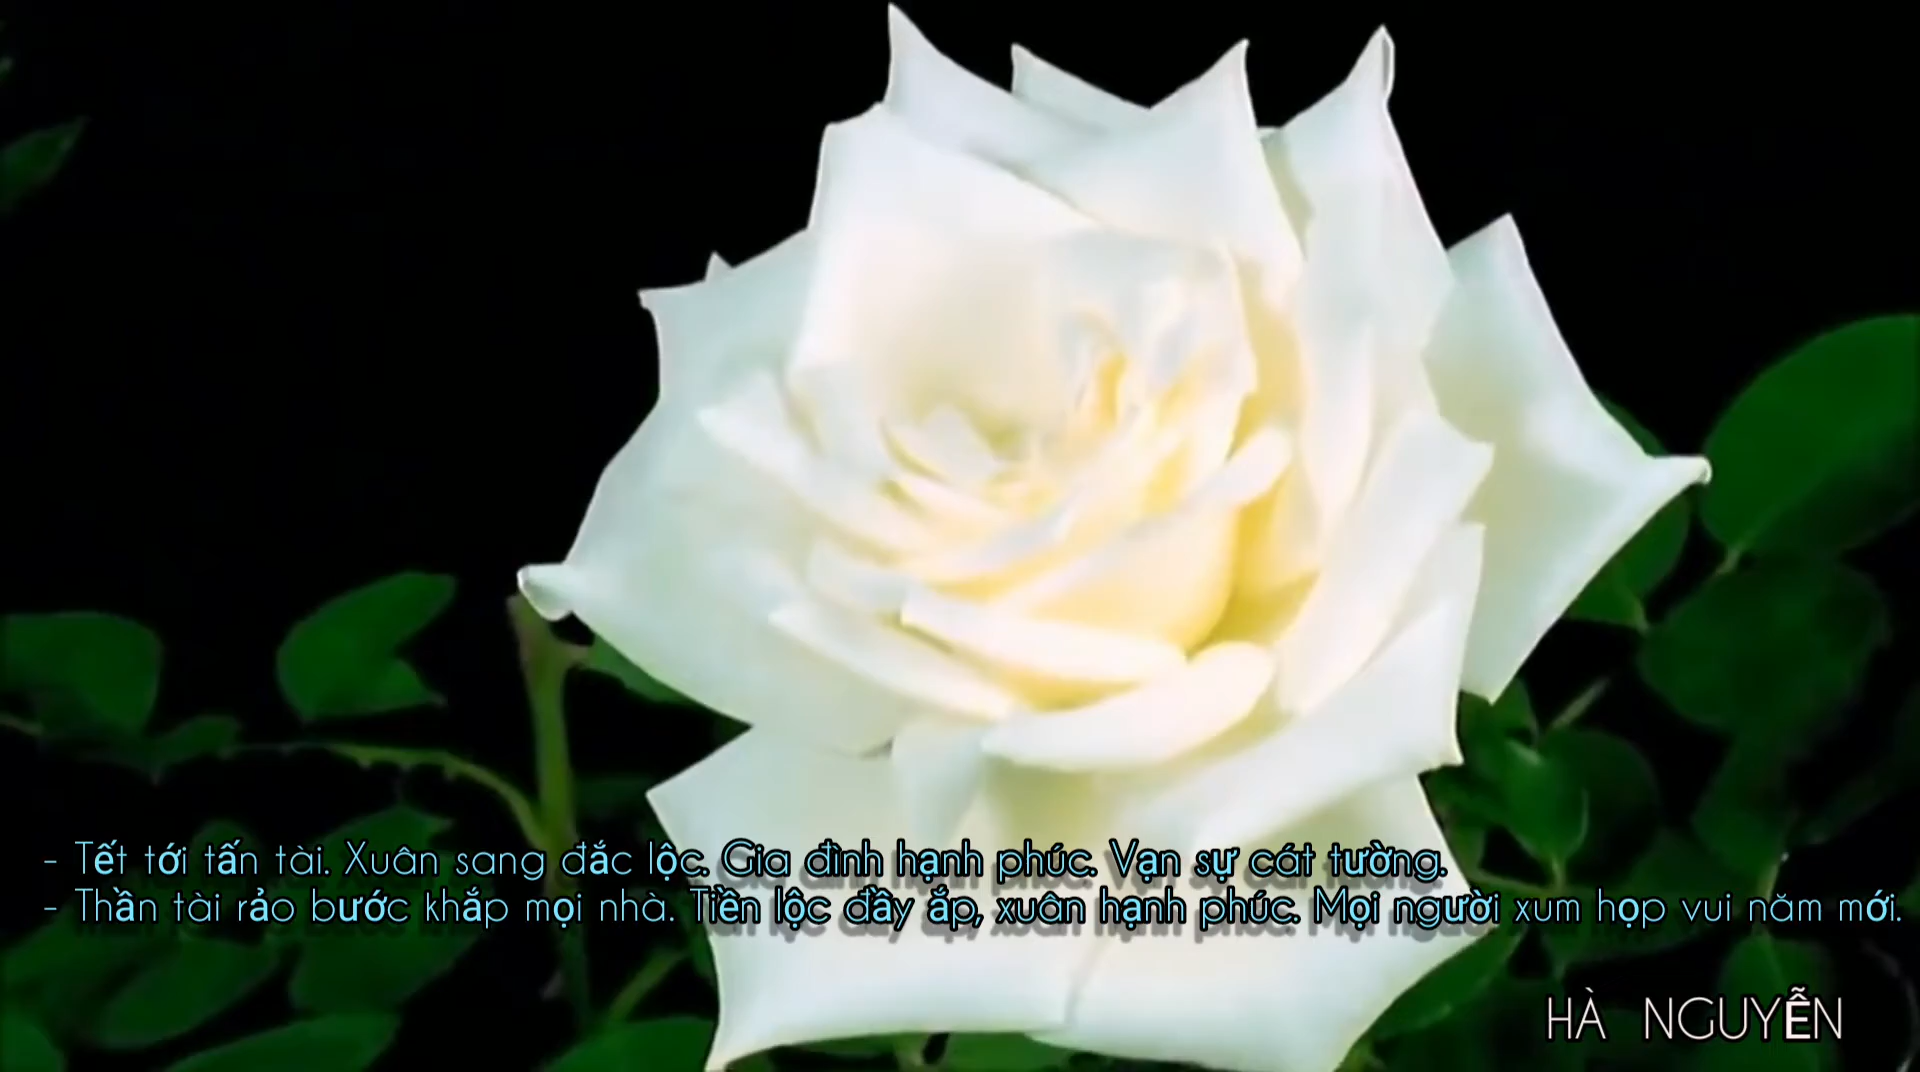 - Tết tới tấn tài. Xuân sang đắc lộc. Gia đình hạnh phúc. Vạn sự cát tường.
- Thần tài rảo bước khắp mọi nhà. Tiền lộc đầy ắp, xuân hạnh phúc. Mọi người xum họp vui năm mới.
HÀ NGUYỄN